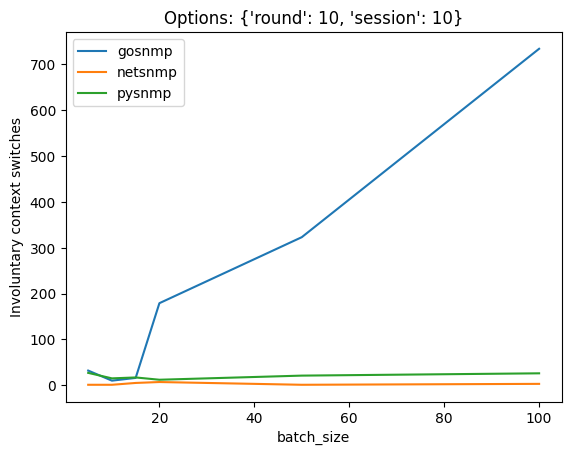 Options: {'round': 10, 'session': 10}
gosnmp
netsnmp
pysnmp
Involuntary context switches
700
600
500
400
300
200
100
0
20
40
60
80
100
batch_size